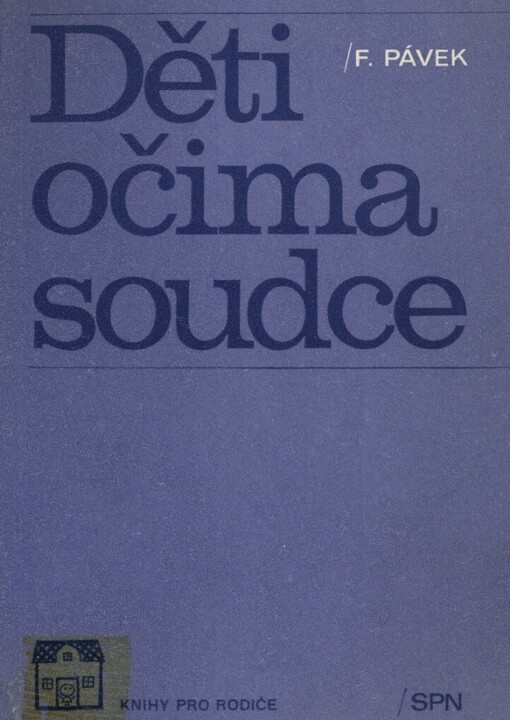 Děti
/F. PÁVEK
očima
soudce
KNIHY PRO RODIČE
/SPN